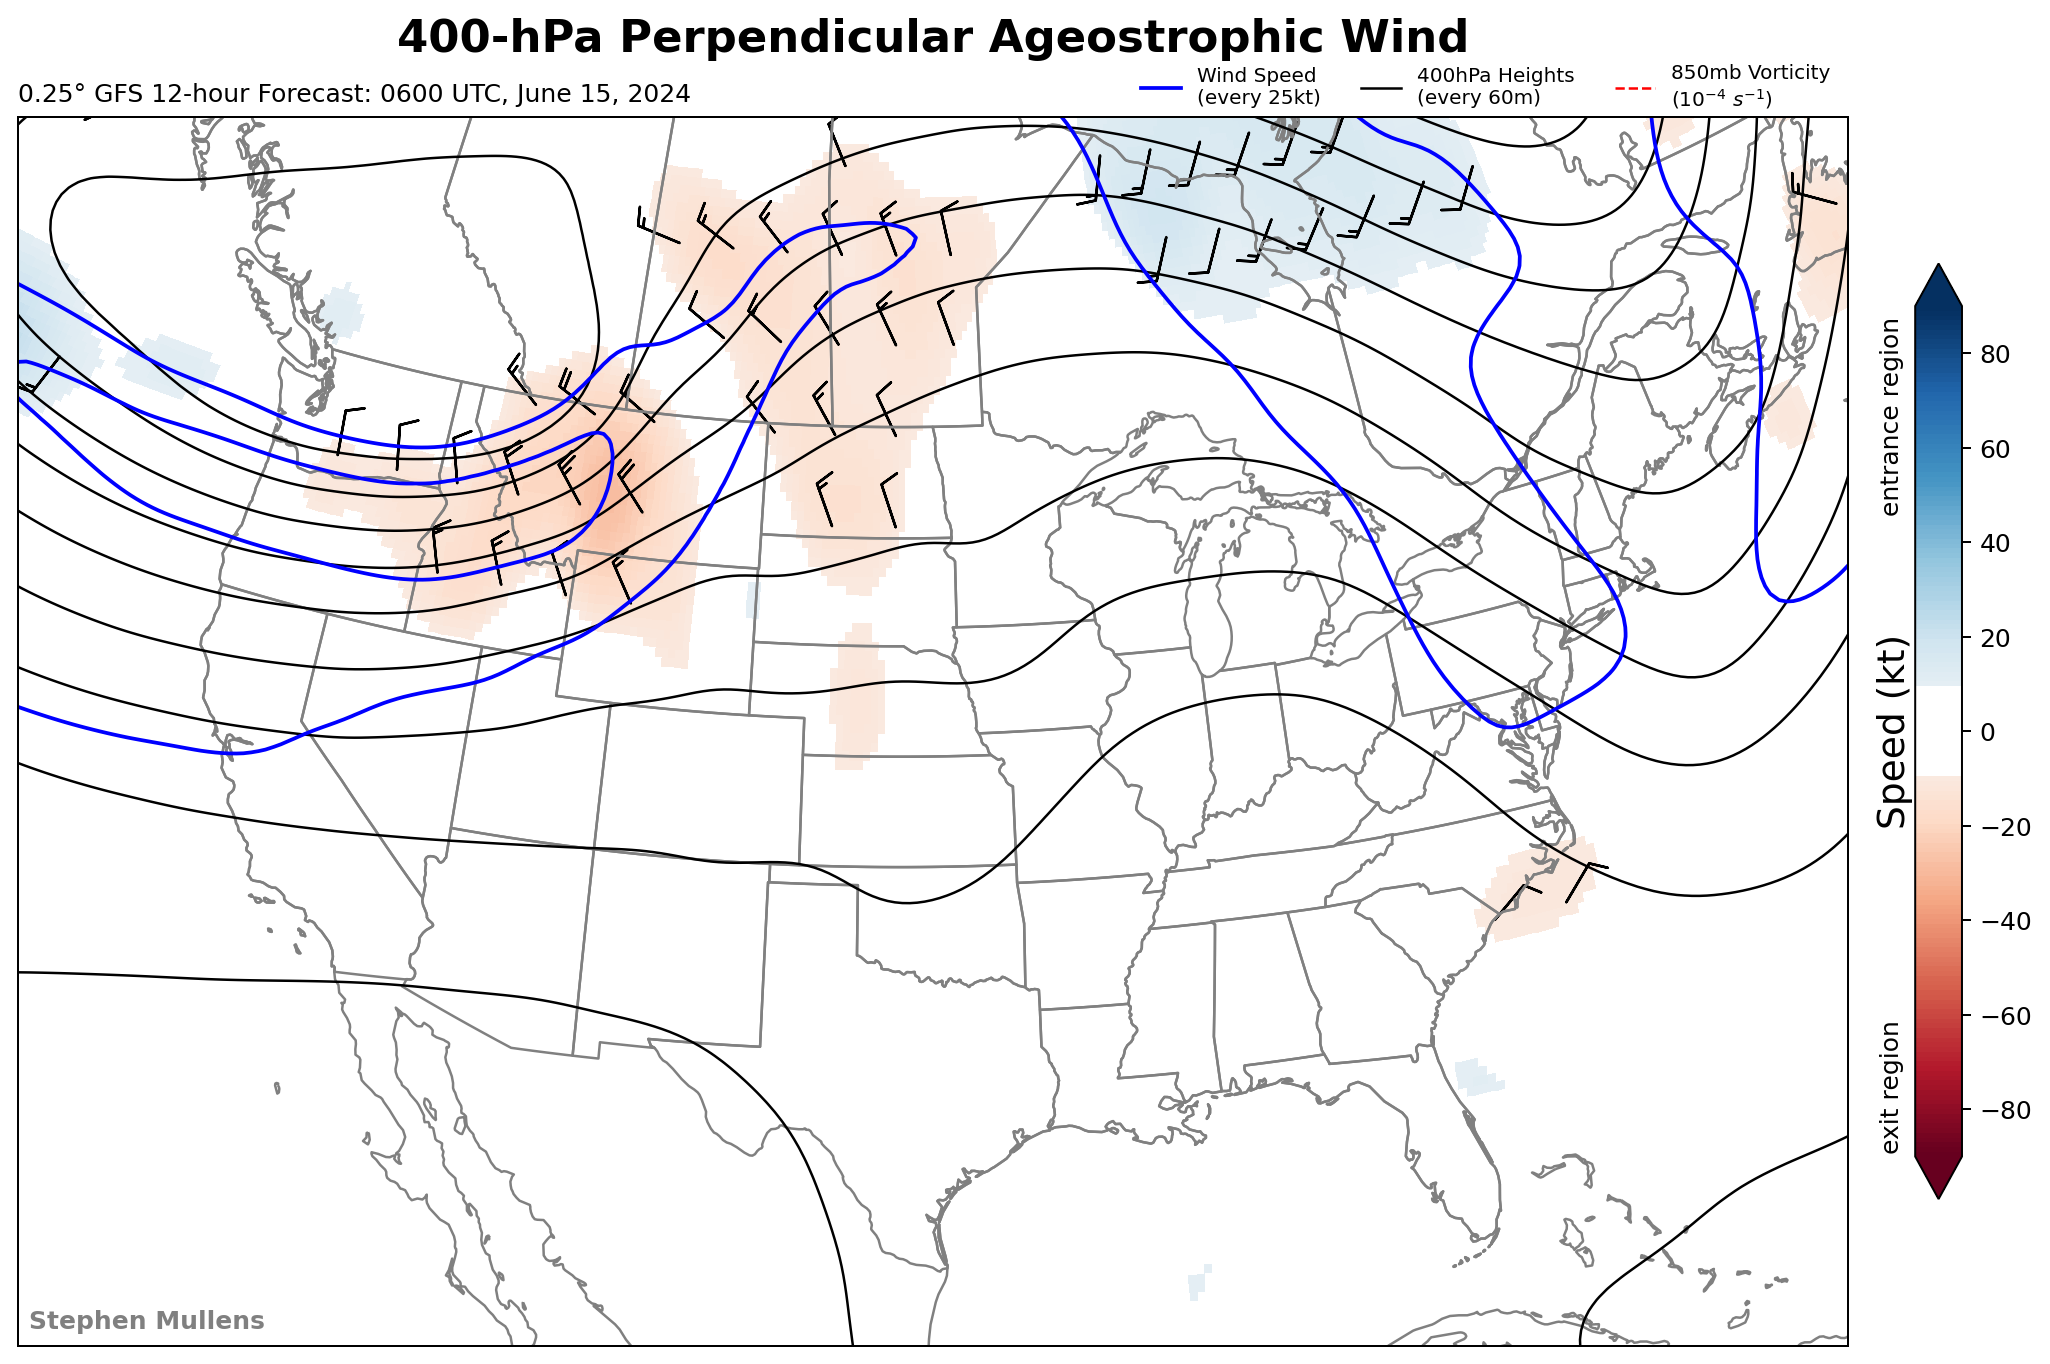 400-hPa Perpendicular Ageostrophic Wind
0.25° GFS 12-hour Forecast: 0600 UTC, June 15, 2024
Wind Speed
(every 25kt)
400hPa Heights
(every 60m)
850mb Vorticity
(10⁻⁴ s⁻¹)
entrance region
Speed (kt)
exit region
80
60
40
20
0
−20
−40
−60
−80
Stephen Mullens